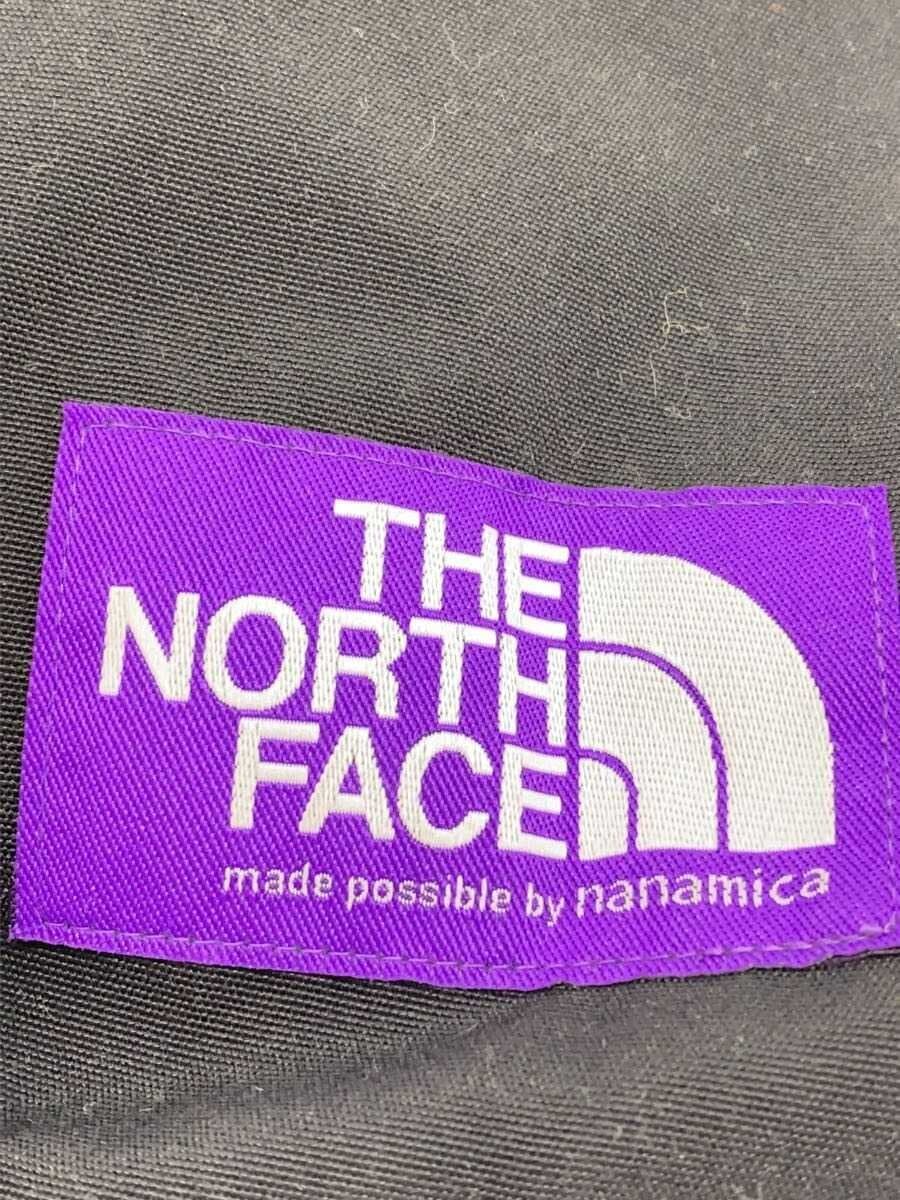 THE
NORTH
FACE
made possible by nanamica